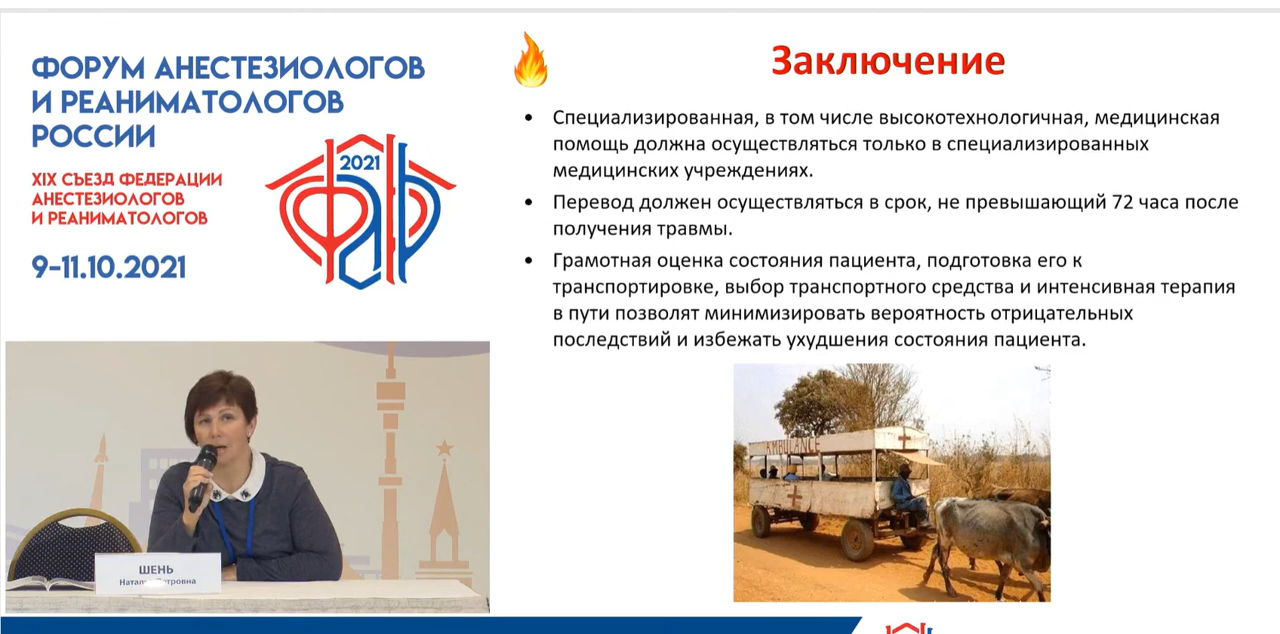 ФОРУМ АНЕСТЕЗИОЛОГОВ
И РЕАНИМАТОЛОГОВ
РОССИИ
XIX СЪЕЗД ФЕДЕРАЦИИ
АНЕСТЕЗИОЛОГОВ
И РЕАНИМАТОЛОГОВ
9-11.10.2021
2021
ФАР
ШЕНЬ
Наталья Петровна
Заключение
• Специализированная, в том числе высокотехнологичная, медицинская
помощь должна осуществляться только в специализированных
медицинских учреждениях.
• Перевод должен осуществляться в срок, не превышающий 72 часа после
получения травмы.
• Грамотная оценка состояния пациента, подготовка его к
транспортировке, выбор транспортного средства и интенсивная терапия
в пути позволят минимизировать вероятность отрицательных
последствий и избежать ухудшения состояния пациента.
AMBULANCE